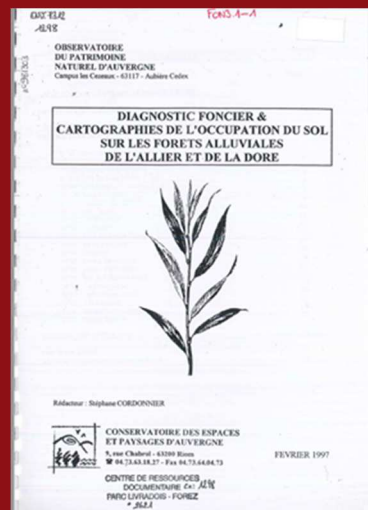 FONS.1-1
1298
OBSERVATOIRE
DU PATRIMOINE
NATUREL D'AUVERGNE
Campus les Cezeaux - 63117 - Aubière Cedex
DIAGNOSTIC FONCIER &
CARTOGRAPHIES DE L'OCCUPATION DU SOL
SUR LES FORETS ALLUVIALES
DE L'ALLIER ET DE LA DORE
Rédacteur : Stéphane CORDONNIER
CONSERVATOIRE DES ESPACES
ET PAYSAGES D'AUVERGNE
9, rue Chabrol - 63200 Riom
☎ 04.73.63.18.27 - Fax 04.73.64.04.73
FEVRIER 1997
CENTRE DE RESSOURCES
DOCUMENTAIRE 1298
PARC LIVRADOIS - FOREZ